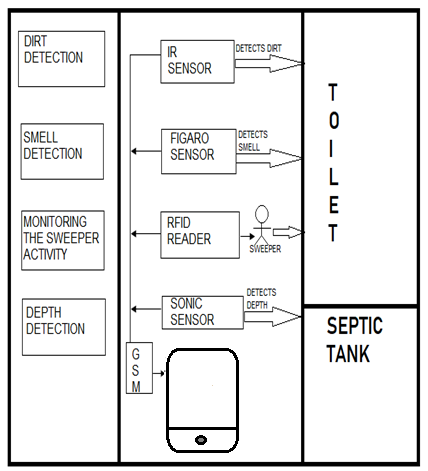 DIRT
DETECTION
SMELL
DETECTION
MONITORING
THE SWEEPER
ACTIVITY
DEPTH
DETECTION
IR
SENSOR
DETECTS DIRT
FIGARO
SENSOR
DETECTS
SMELL
RFID
READER
SWEEPER
SONIC
SENSOR
DETECTS
DEPTH
G
S
M
T
O
I
L
E
T
SEPTIC
TANK